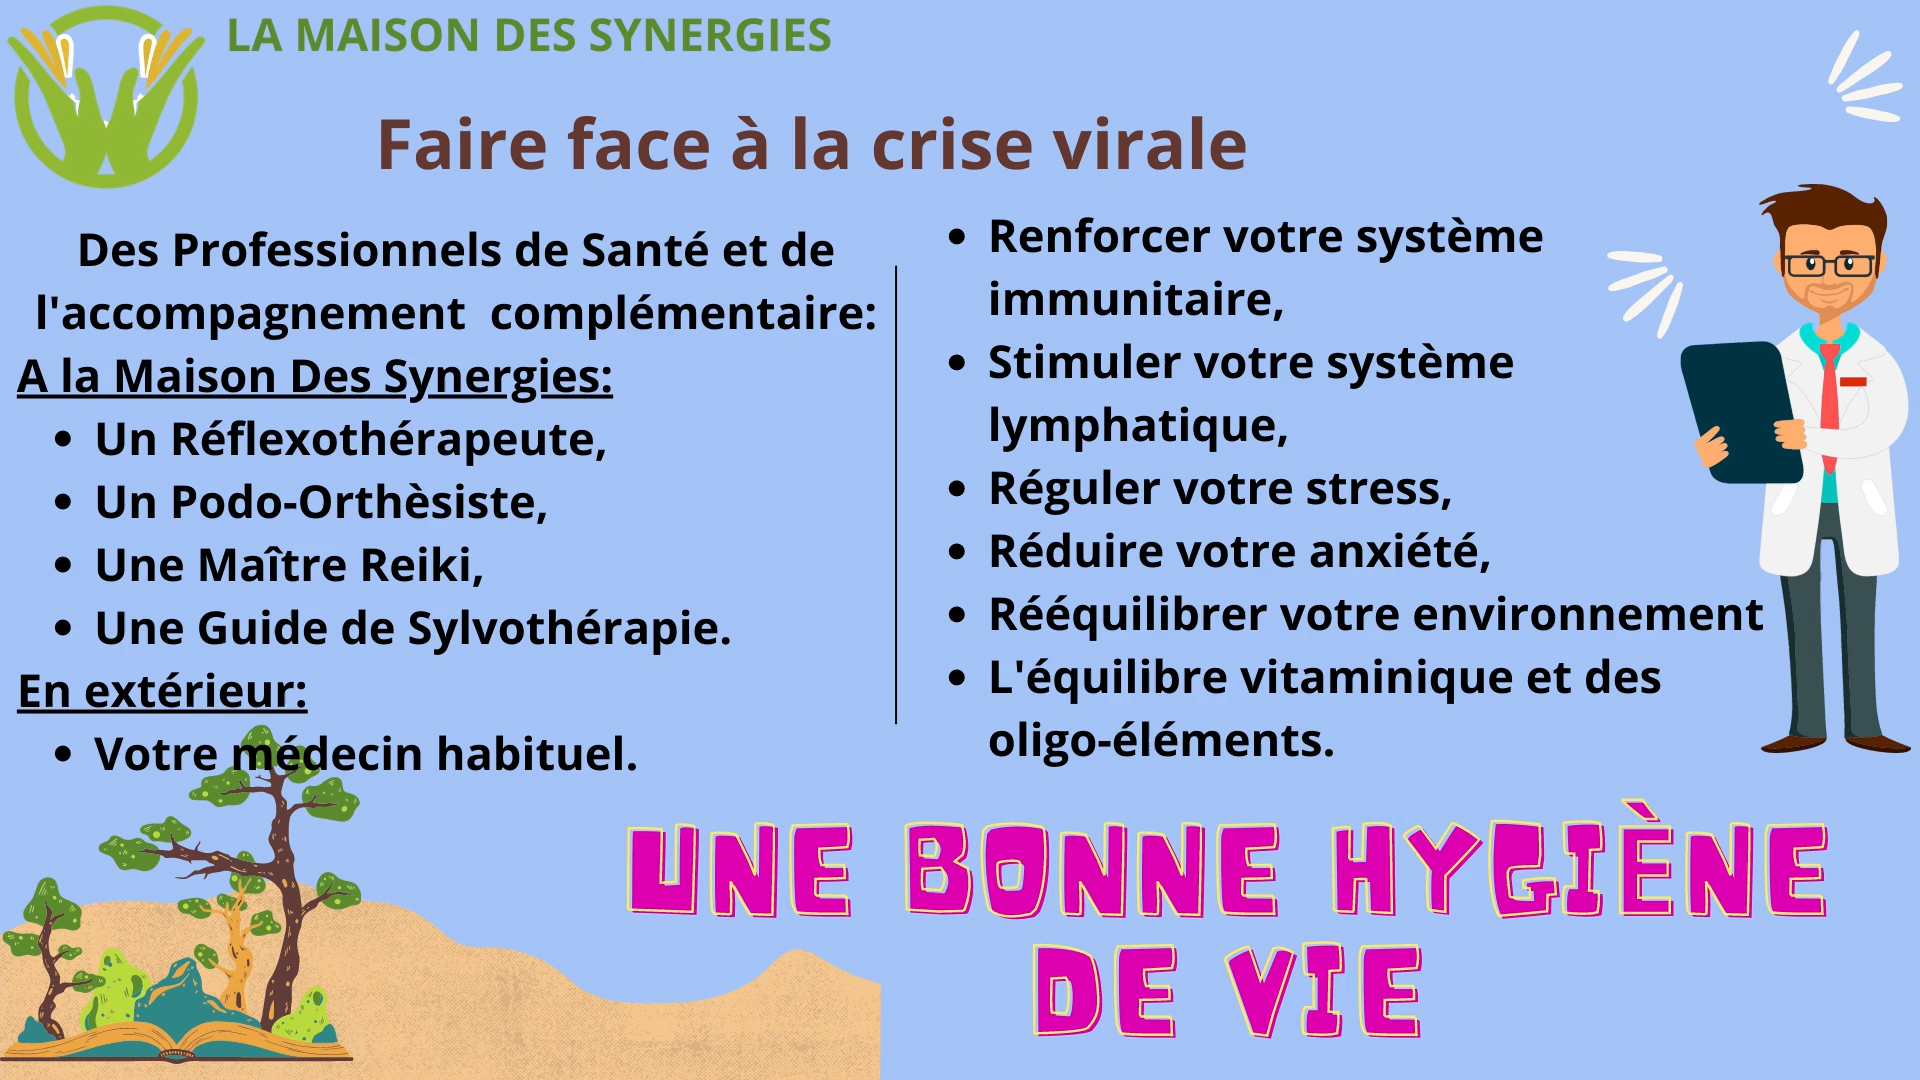 LA MAISON DES SYNERGIES
Faire face à la crise virale
Des Professionnels de Santé et de
l'accompagnement  complémentaire:
A la Maison Des Synergies:
• Un Réflexothérapeute,
• Un Podo-Orthèsiste,
• Une Maître Reiki,
• Une Guide de Sylvothérapie.
En extérieur:
• Votre médecin habituel.
• Renforcer votre système
immunitaire,
• Stimuler votre système
lymphatique,
• Réguler votre stress,
• Réduire votre anxiété,
• Rééquilibrer votre environnement
• L'équilibre vitaminique et des
oligo-éléments.
UNE BONNE HYGIÈNE
DE VIE